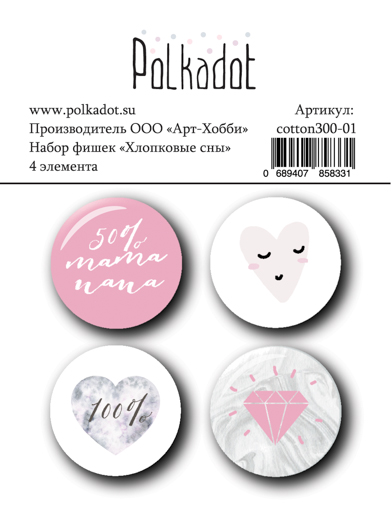 Polkadot
www.polkadot.su
Артикул:
Производитель ООО «Арт-Хобби»
cotton300-01
Набор фишек «Хлопковые сны»
4 элемента
0 689407 858331
50%
мама
папа
100%